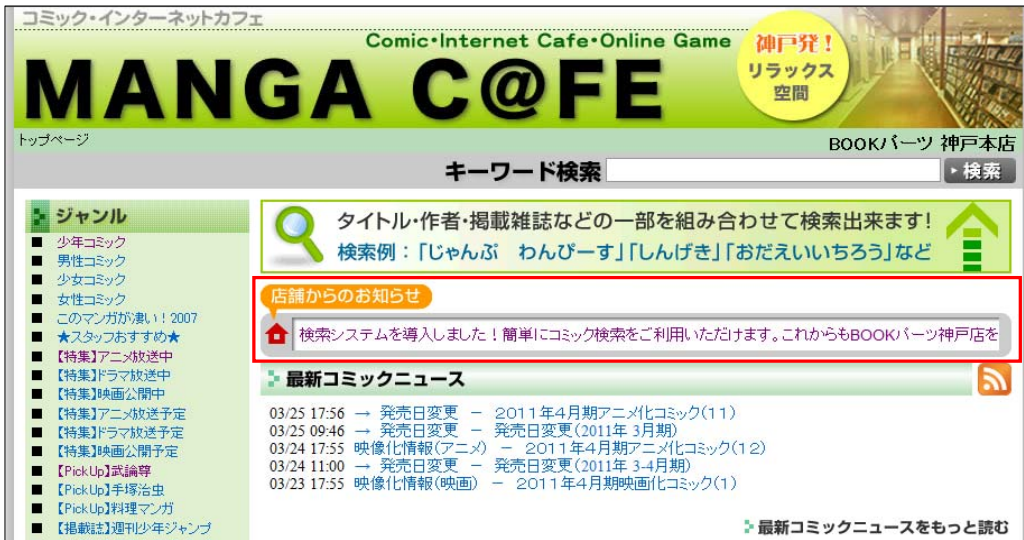 コミック・インターネットカフェ
Comic・Internet Cafe・Online Game
MANGA C@FE
神戸発!
リラックス
空間
トップページ
BOOKパーツ 神戸本店
キーワード検索
検索
ジャンル
少年コミック
男性コミック
少女コミック
女性コミック
このマンガが凄い!2007
★スタッフおすすめ★
【特集】アニメ放送中
【特集】ドラマ放送中
【特集】映画公開中
【特集】アニメ放送予定
【特集】ドラマ放送予定
【特集】映画公開予定
【PickUp】武論尊
【PickUp】手塚治虫
【PickUp】料理マンガ
【掲載誌】週刊少年ジャンプ
タイトル・作者・掲載雑誌などの一部を組み合わせて検索出来ます!
検索例:「じゃんぷ わんぴーす」「しんげき」「おだえいいちろう」など
店舗からのお知らせ
検索システムを導入しました!簡単にコミック検索をご利用いただけます。これからもBOOKパーツ神戸店を
最新コミックニュース
03/25 17:56 → 発売日変更 - 2011年4月期アニメ化コミック(11)
03/25 09:46 → 発売日変更 - 発売日変更(2011年 3月期)
03/24 17:55 映像化情報(アニメ) - 2011年4月期アニメ化コミック(12)
03/24 11:00 → 発売日変更 - 発売日変更(2011年 3-4月期)
03/23 17:55 映像化情報(映画) - 2011年4月期映画化コミック(1)
最新コミックニュースをもっと読む